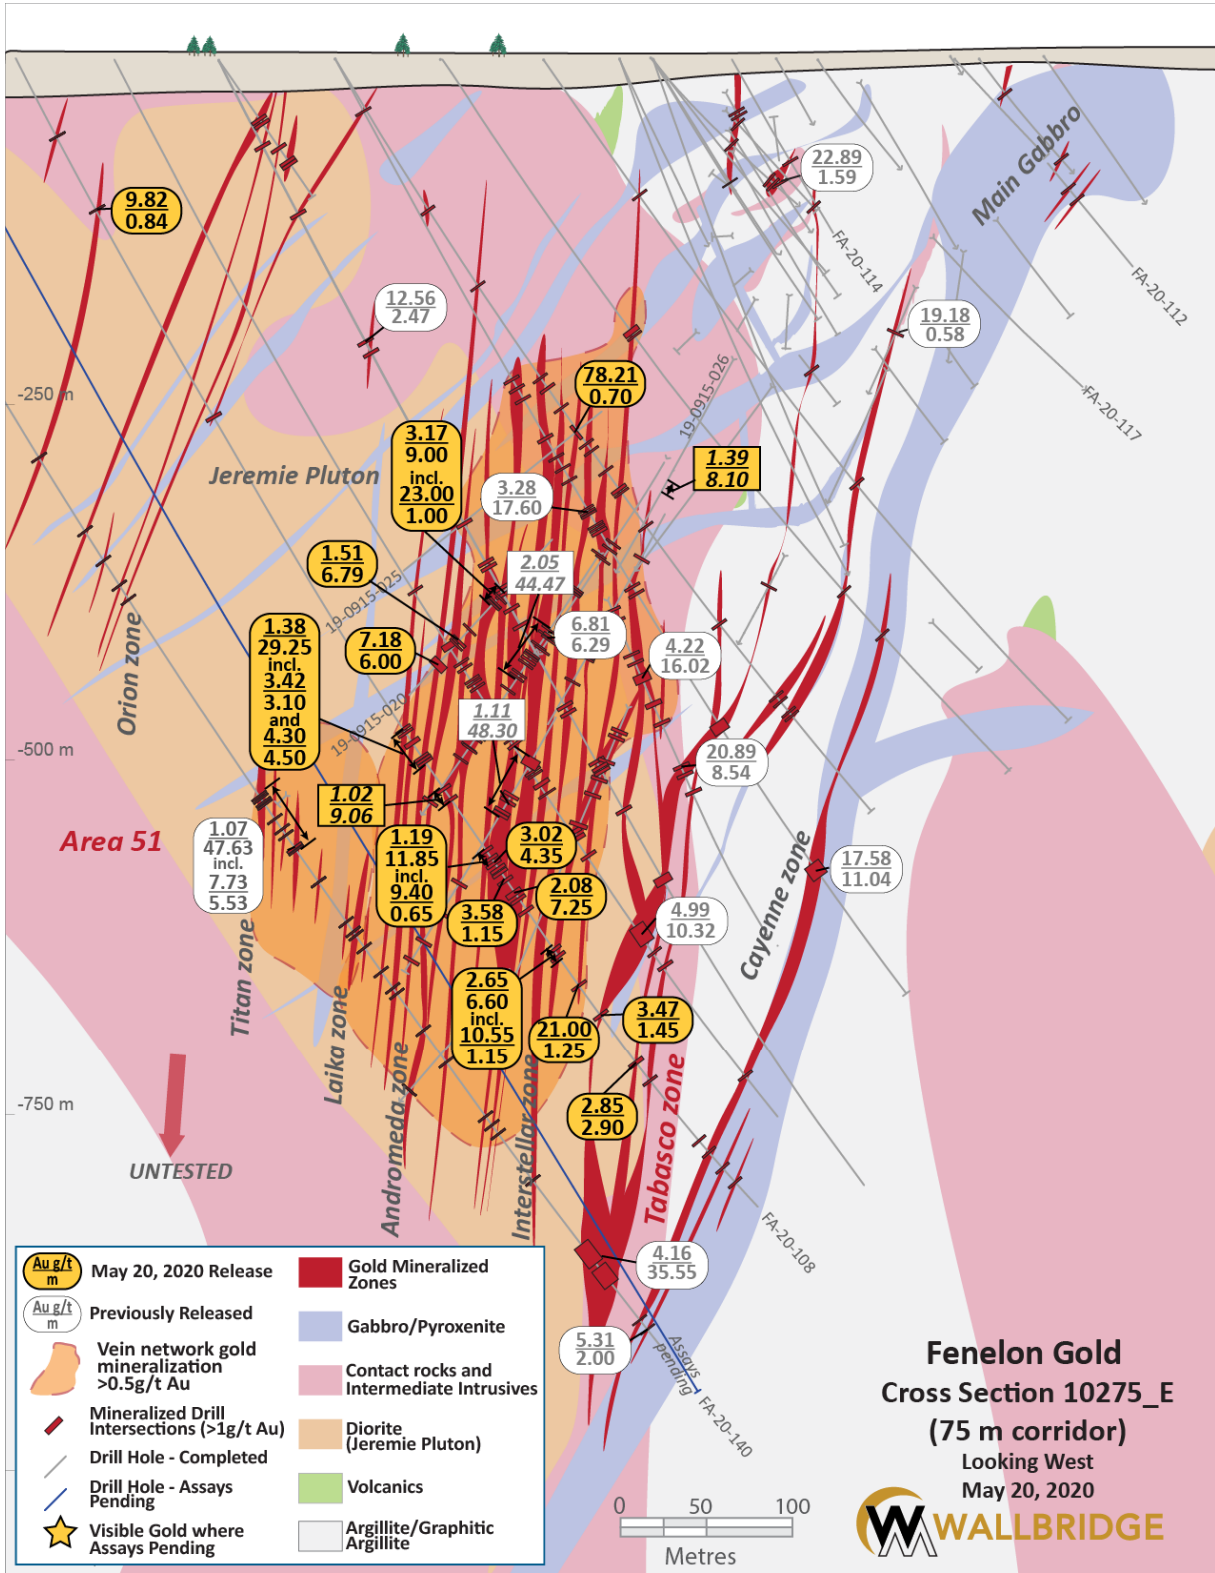 22.89
1.59
Main Gabbro
9.82
0.84
FA-20-114
FA-20-112
12.56
2.47
19.18
0.58
78.21
0.70
19-0915-026
FA-20-117
-250 m
3.17
9.00
incl.
23.00
1.00
1.39
8.10
Jeremie Pluton
3.28
17.60
1.51
6.79
2.05
44.47
19-0915-025
6.81
6.29
1.38
29.25
incl.
3.42
3.10
and
4.30
4.50
7.18
6.00
4.22
16.02
Orion zone
19-0915-020
1.11
48.30
-500 m
20.89
8.54
1.02
9.06
Area 51
1.07
47.63
incl.
7.73
5.53
1.19
11.85
incl.
9.40
0.65
3.02
4.35
2.08
7.25
3.58
1.15
17.58
11.04
4.99
10.32
Cayenne zone
Titan zone
Laika zone
2.65
6.60
incl.
10.55
1.15
21.00
1.25
3.47
1.45
-750 m
Andromeda zone
Interstellar zone
2.85
2.90
Tabasco zone
UNTESTED
FA-20-108
4.16
35.55
5.31
2.00
Assays
pending
FA-20-140
Au g/t
m
May 20, 2020 Release
Au g/t
m
Previously Released
Vein network gold
mineralization
>0.5g/t Au
Mineralized Drill
Intersections (>1g/t Au)
Drill Hole - Completed
Drill Hole - Assays
Pending
Visible Gold where
Assays Pending
Gold Mineralized
Zones
Gabbro/Pyroxenite
Contact rocks and
Intermediate Intrusives
Diorite
(Jeremie Pluton)
Volcanics
Argillite/Graphitic
Argillite
0 50 100
Metres
Fenelon Gold
Cross Section 10275_E
(75 m corridor)
Looking West
May 20, 2020
WALLBRIDGE